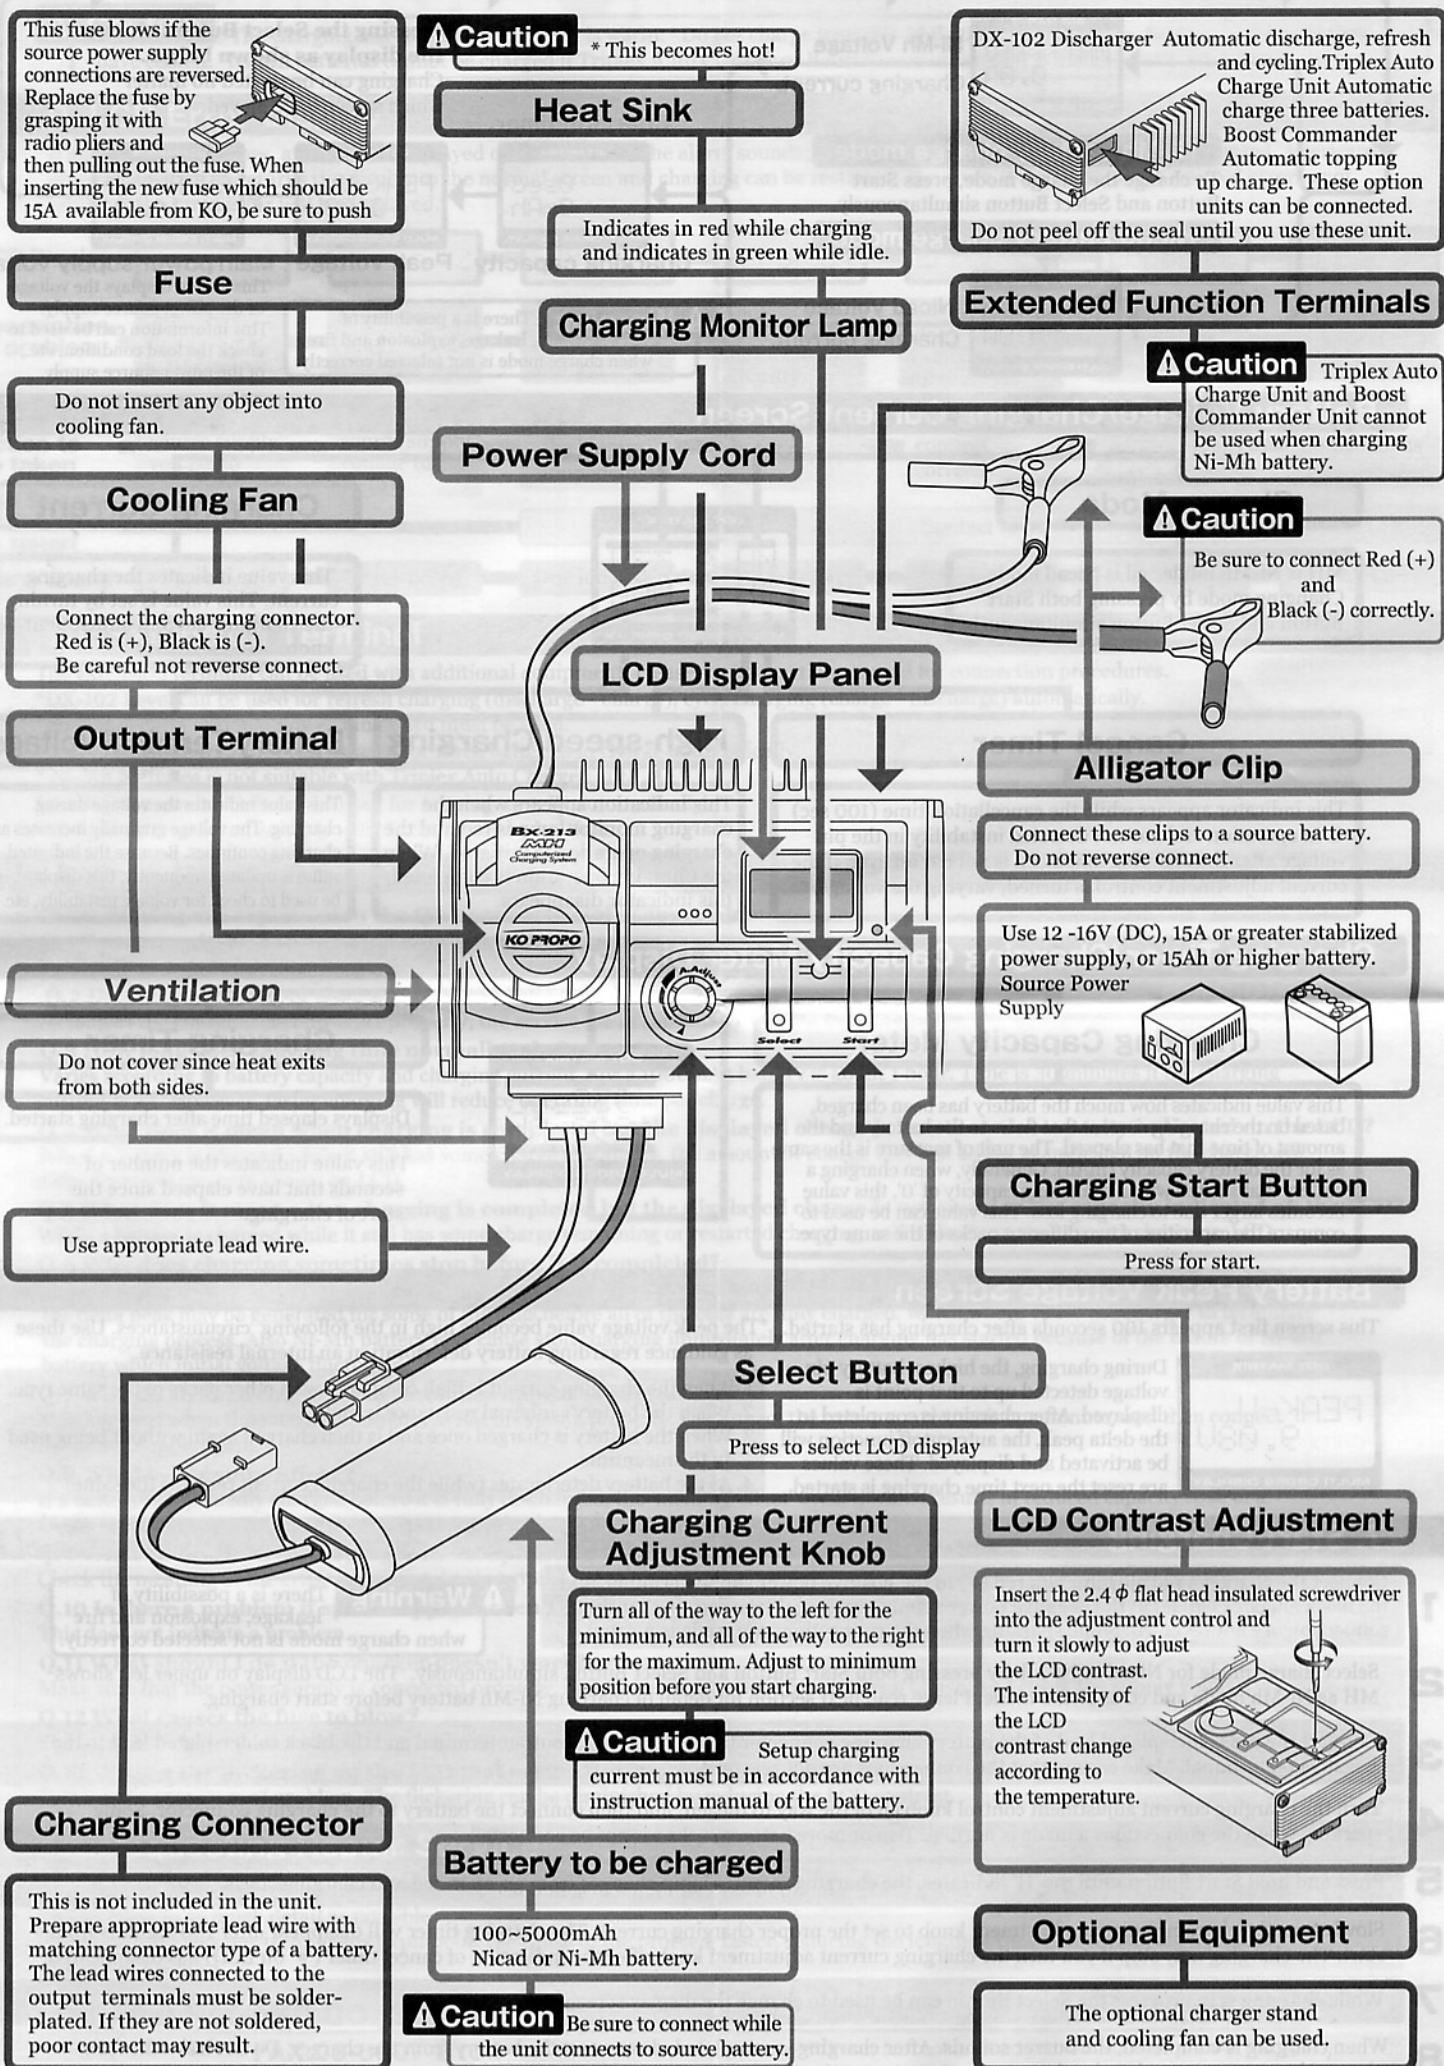 This fuse blows if the
source power supply
connections are reversed.
Replace the fuse by
grasping it with
radio pliers and
then pulling out the fuse. When
inserting the new fuse which should be
15A available from KO, be sure to push
Fuse
Do not insert any object into
cooling fan.
Cooling Fan
Connect the charging connector.
Red is (+), Black is (-).
Be careful not reverse connect.
Output Terminal
Ventilation
Do not cover since heat exits
from both sides.
Use appropriate lead wire.
Charging Connector
This is not included in the unit.
Prepare appropriate lead wire with
matching connector type of a battery.
The lead wires connected to the
output terminals must be solder-
plated. If they are not soldered,
poor contact may result.
⚠ Caution
* This becomes hot!
Heat Sink
Indicates in red while charging
and indicates in green while idle.
Charging Monitor Lamp
Power Supply Cord
LCD Display Panel
BX-213
MH
Computerized
Charging System
KO PROPO
A.Adjust
Select
Start
Select Button
Press to select LCD display
Charging Current
Adjustment Knob
Turn all of the way to the left for the
minimum, and all of the way to the right
for the maximum. Adjust to minimum
position before you start charging.
⚠ Caution
Setup charging
current must be in accordance with
instruction manual of the battery.
Battery to be charged
100~5000mAh
Nicad or Ni-Mh battery.
⚠ Caution
Be sure to connect while
the unit connects to source battery.
DX-102 Discharger Automatic discharge, refresh
and cycling.Triplex Auto
Charge Unit Automatic
charge three batteries.
Boost Commander
Automatic topping
up charge. These option
units can be connected.
Do not peel off the seal until you use these unit.
Extended Function Terminals
⚠ Caution
Triplex Auto
Charge Unit and Boost
Commander Unit cannot
be used when charging
Ni-Mh battery.
⚠ Caution
Be sure to connect Red (+)
and
Black (-) correctly.
Alligator Clip
Connect these clips to a source battery.
Do not reverse connect.
Use 12 -16V (DC), 15A or greater stabilized
power supply, or 15Ah or higher battery.
Source Power
Supply
Charging Start Button
Press for start.
LCD Contrast Adjustment
Insert the 2.4 ϕ flat head insulated screwdriver
into the adjustment control and
turn it slowly to adjust
the LCD contrast.
The intensity of
the LCD
contrast change
according to
the temperature.
Optional Equipment
The optional charger stand
and cooling fan can be used.